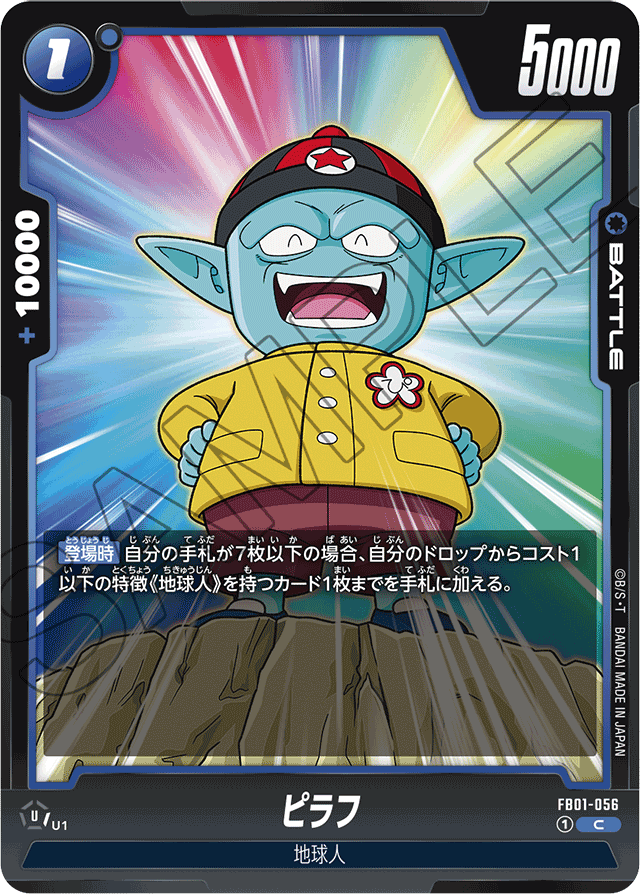 1
5000
+ 10000
BATTLE
SAMPLE
登場時 自分の手札が7枚以下の場合、自分のドロップからコスト1
以下の特徴《地球人》を持つカード1枚までを手札に加える。
©B/S・T BANDAI MADE IN JAPAN
ピラフ
FB01-056
U/U1
1 C
地球人